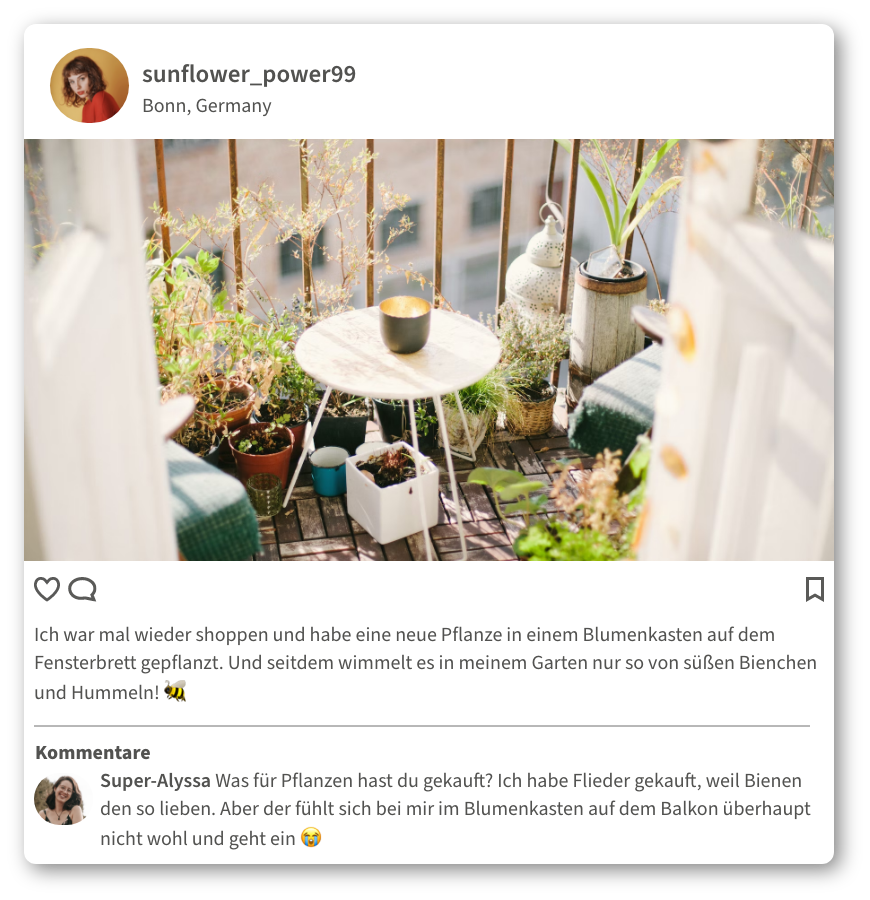 sunflower_power99
Bonn, Germany
Ich war mal wieder shoppen und habe eine neue Pflanze in einem Blumenkasten auf dem
Fensterbrett gepflanzt. Und seitdem wimmelt es in meinem Garten nur so von süßen Bienchen
und Hummeln! 🐝
Kommentare
Super-Alyssa Was für Pflanzen hast du gekauft? Ich habe Flieder gekauft, weil Bienen
den so lieben. Aber der fühlt sich bei mir im Blumenkasten auf dem Balkon überhaupt
nicht wohl und geht ein 😭